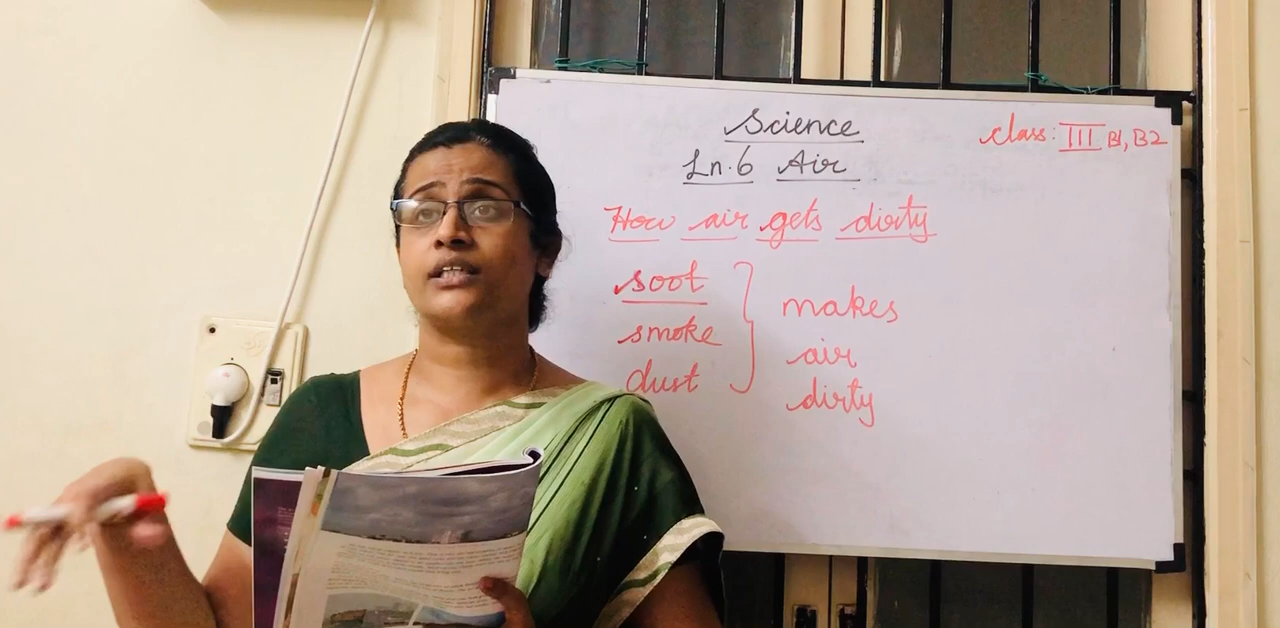 Science
class: III B1, B2
Ln. 6 Air
How air gets dirty
soot
smoke
dust
makes
air
dirty